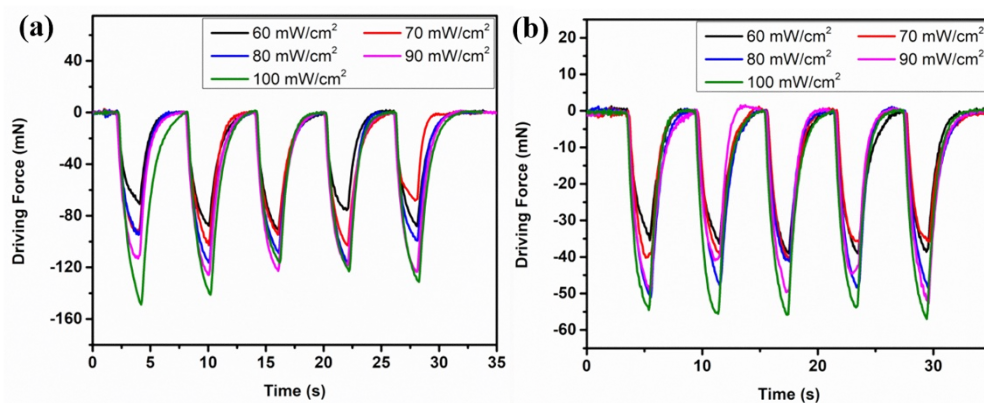 (a)
60 mW/cm² 70 mW/cm²
80 mW/cm² 90 mW/cm²
100 mW/cm²
40
0
-40
-80
-120
-160
Driving Force (mN)
0 5 10 15 20 25 30 35
Time (s)
(b)
60 mW/cm² 70 mW/cm²
80 mW/cm² 90 mW/cm²
100 mW/cm²
20
10
0
-10
-20
-30
-40
-50
-60
Driving Force (mN)
0 10 20 30
Time (s)